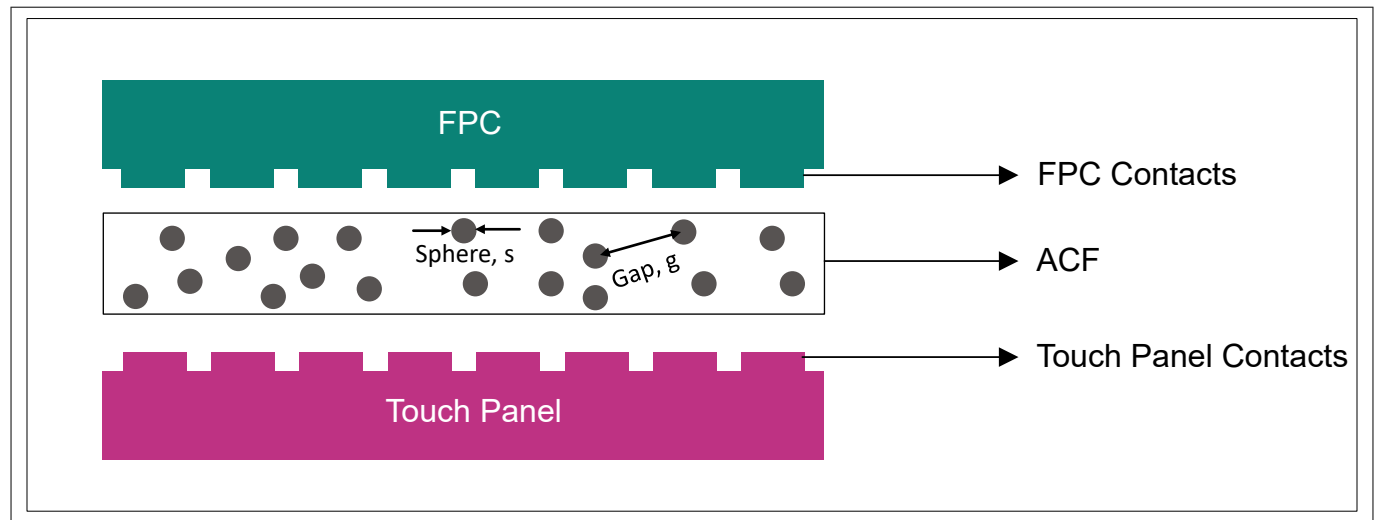 FPC
FPC Contacts
Sphere, s
Gap, g
ACF
Touch Panel Contacts
Touch Panel